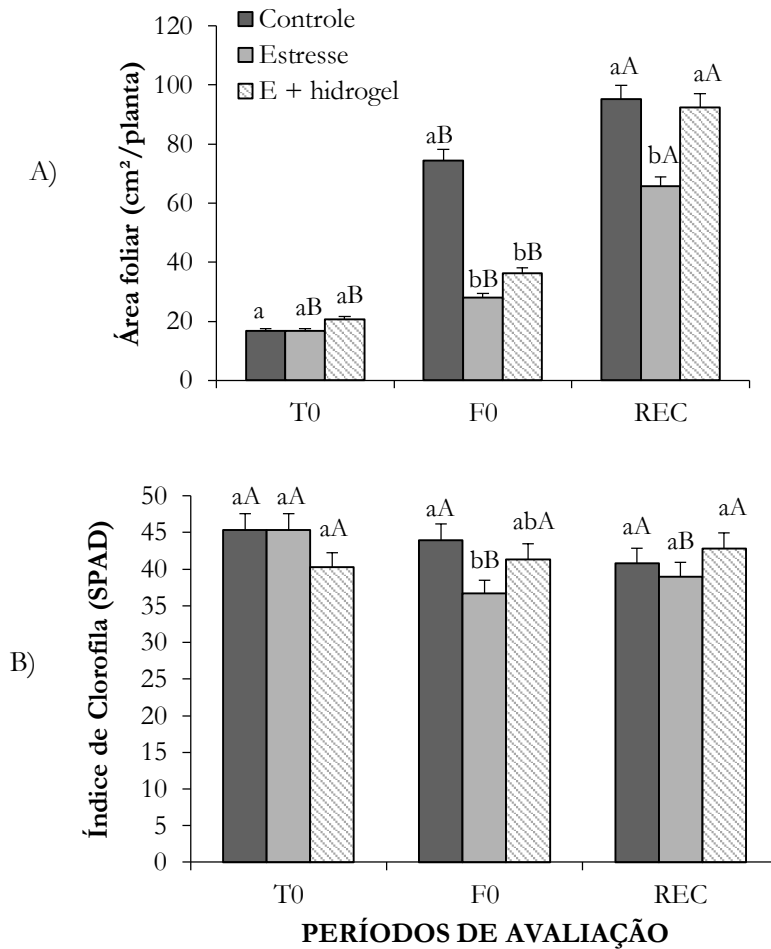 A)
Área foliar (cm²/planta)
120
100
80
60
40
20
0
Controle
Estresse
E + hidrogel
a aB aB
aB bB bB
aA bA aA
T0 F0 REC
B)
Índice de Clorofila (SPAD)
50
45
40
35
30
25
20
15
10
5
0
aA aA aA
aA bB abA
aA aB aA
T0 F0 REC
PERÍODOS DE AVALIAÇÃO